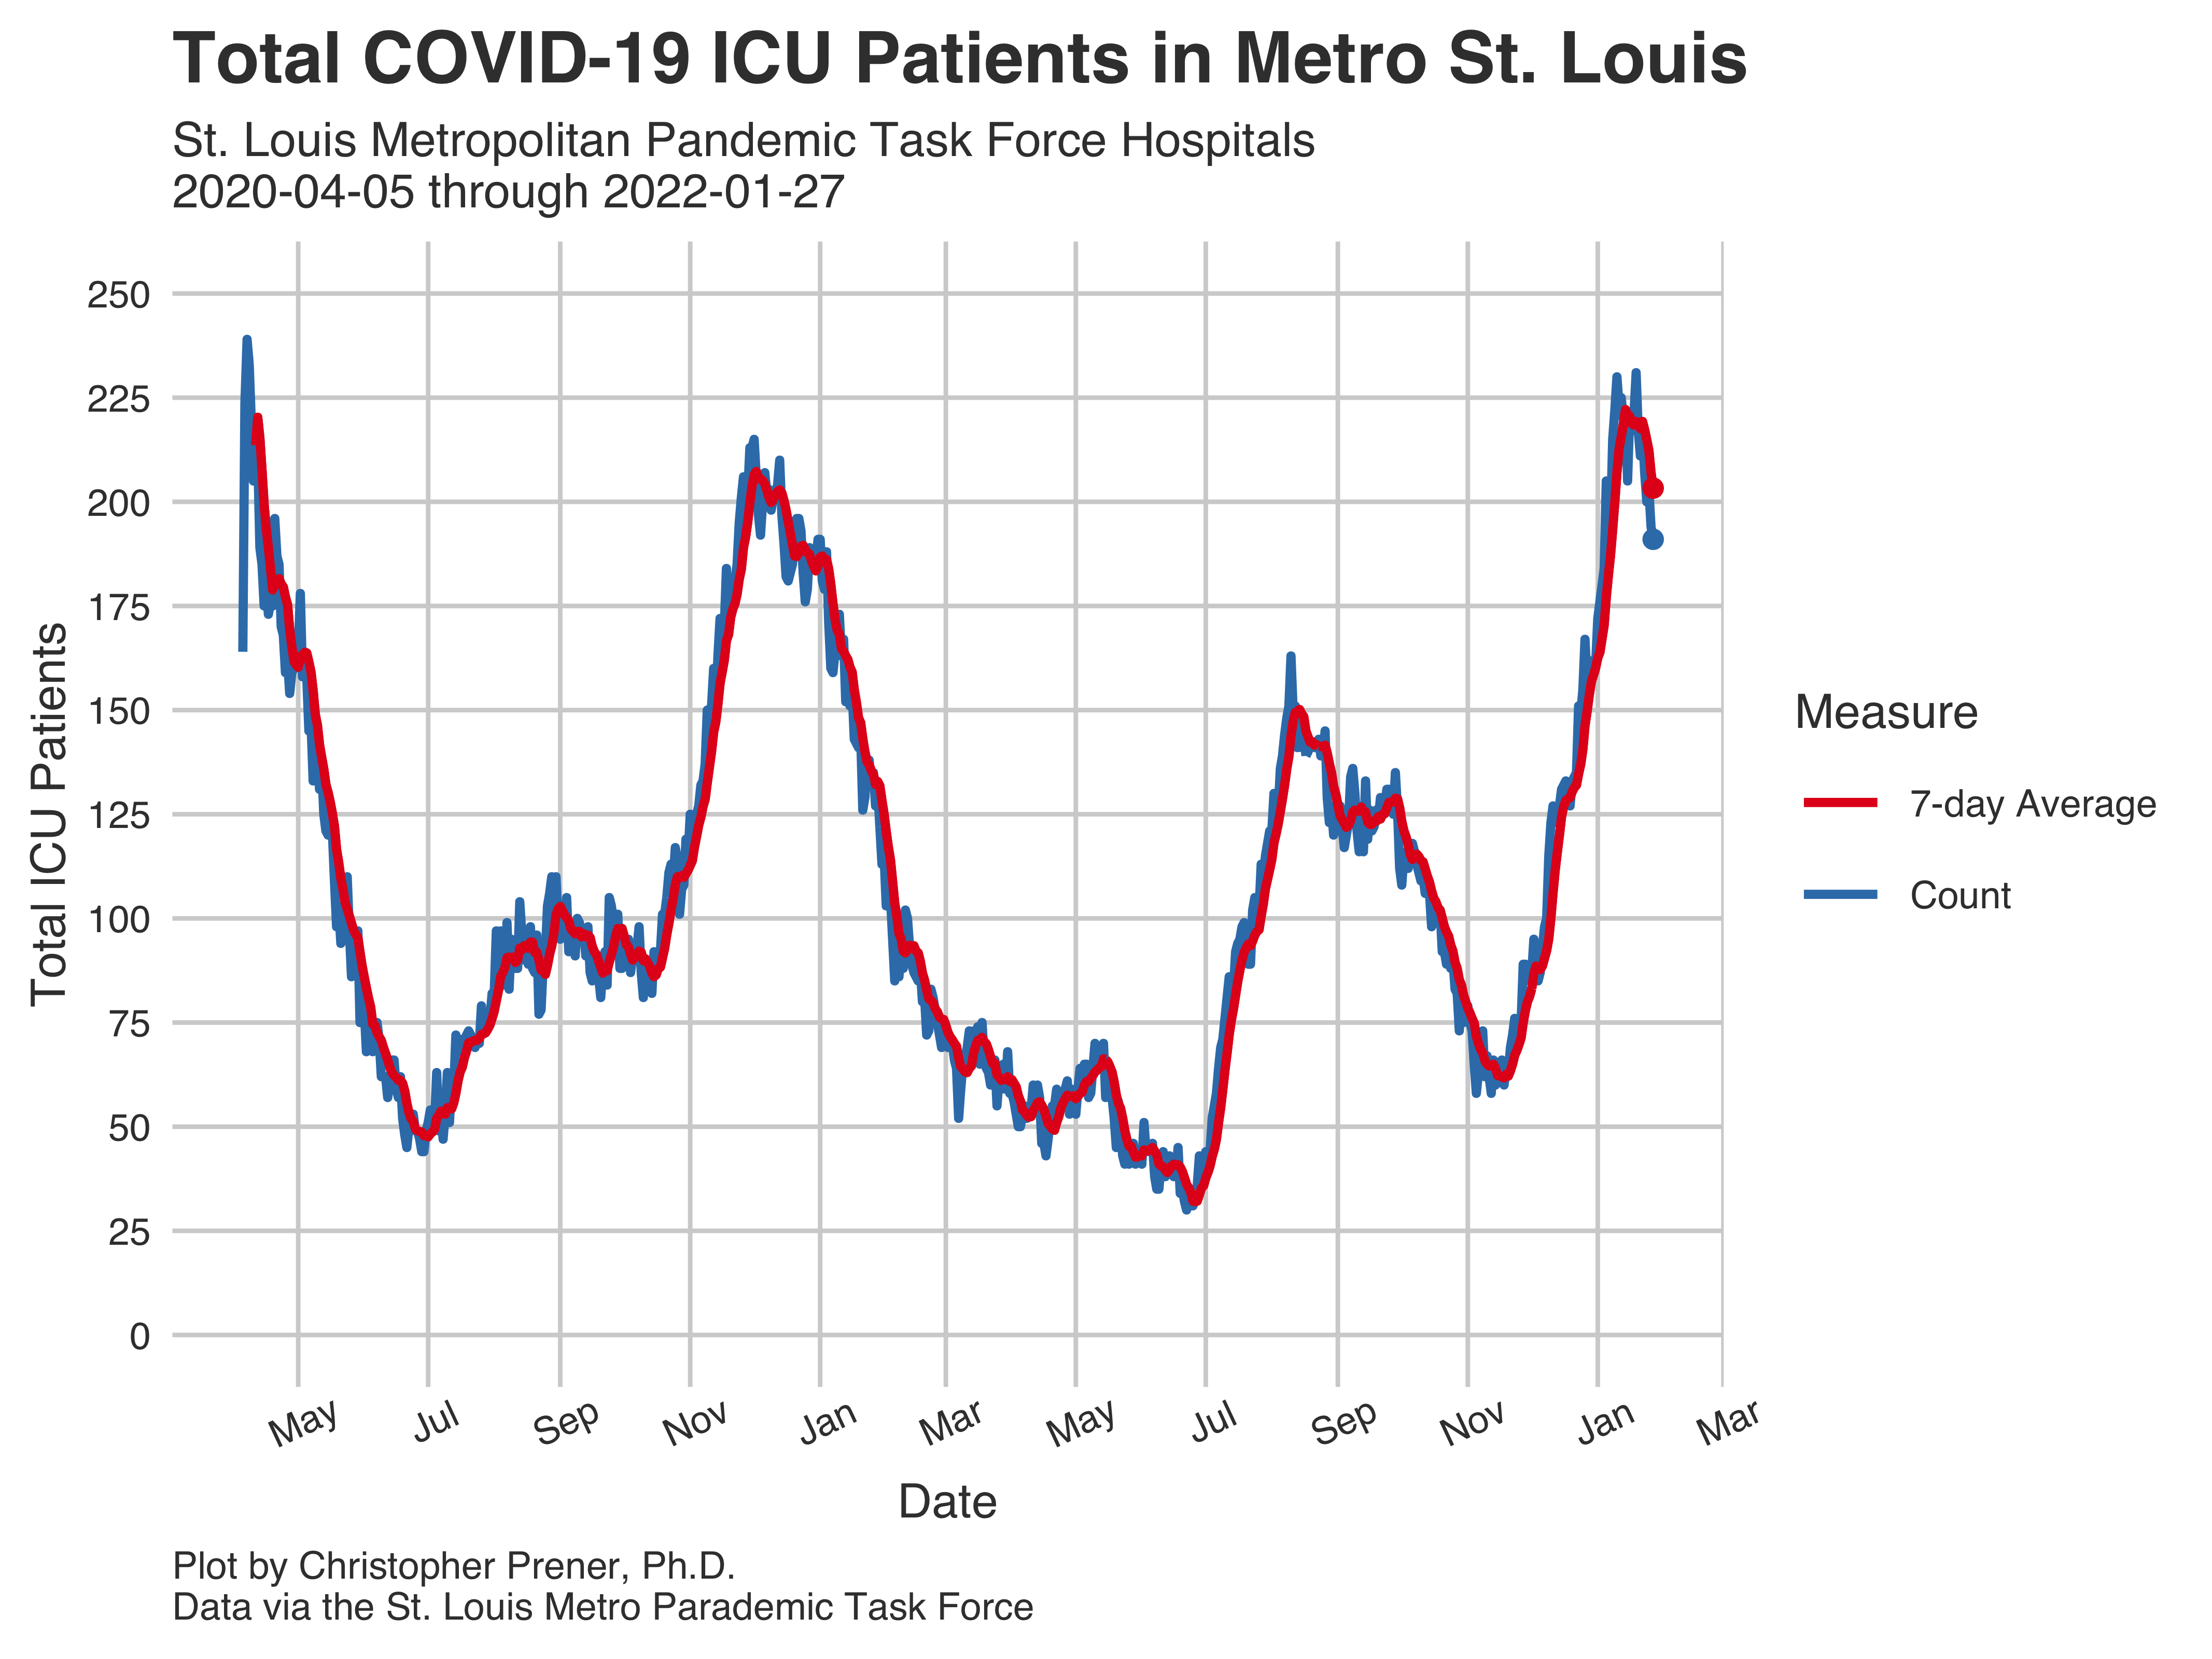 Total COVID-19 ICU Patients in Metro St. Louis
St. Louis Metropolitan Pandemic Task Force Hospitals
2020-04-05 through 2022-01-27
250
225
200
175
150
125
100
75
50
25
0
Total ICU Patients
May
Jul
Sep
Nov
Jan
Mar
May
Jul
Sep
Nov
Jan
Mar
Date
Measure
7-day Average
Count
Plot by Christopher Prener, Ph.D.
Data via the St. Louis Metro Parademic Task Force